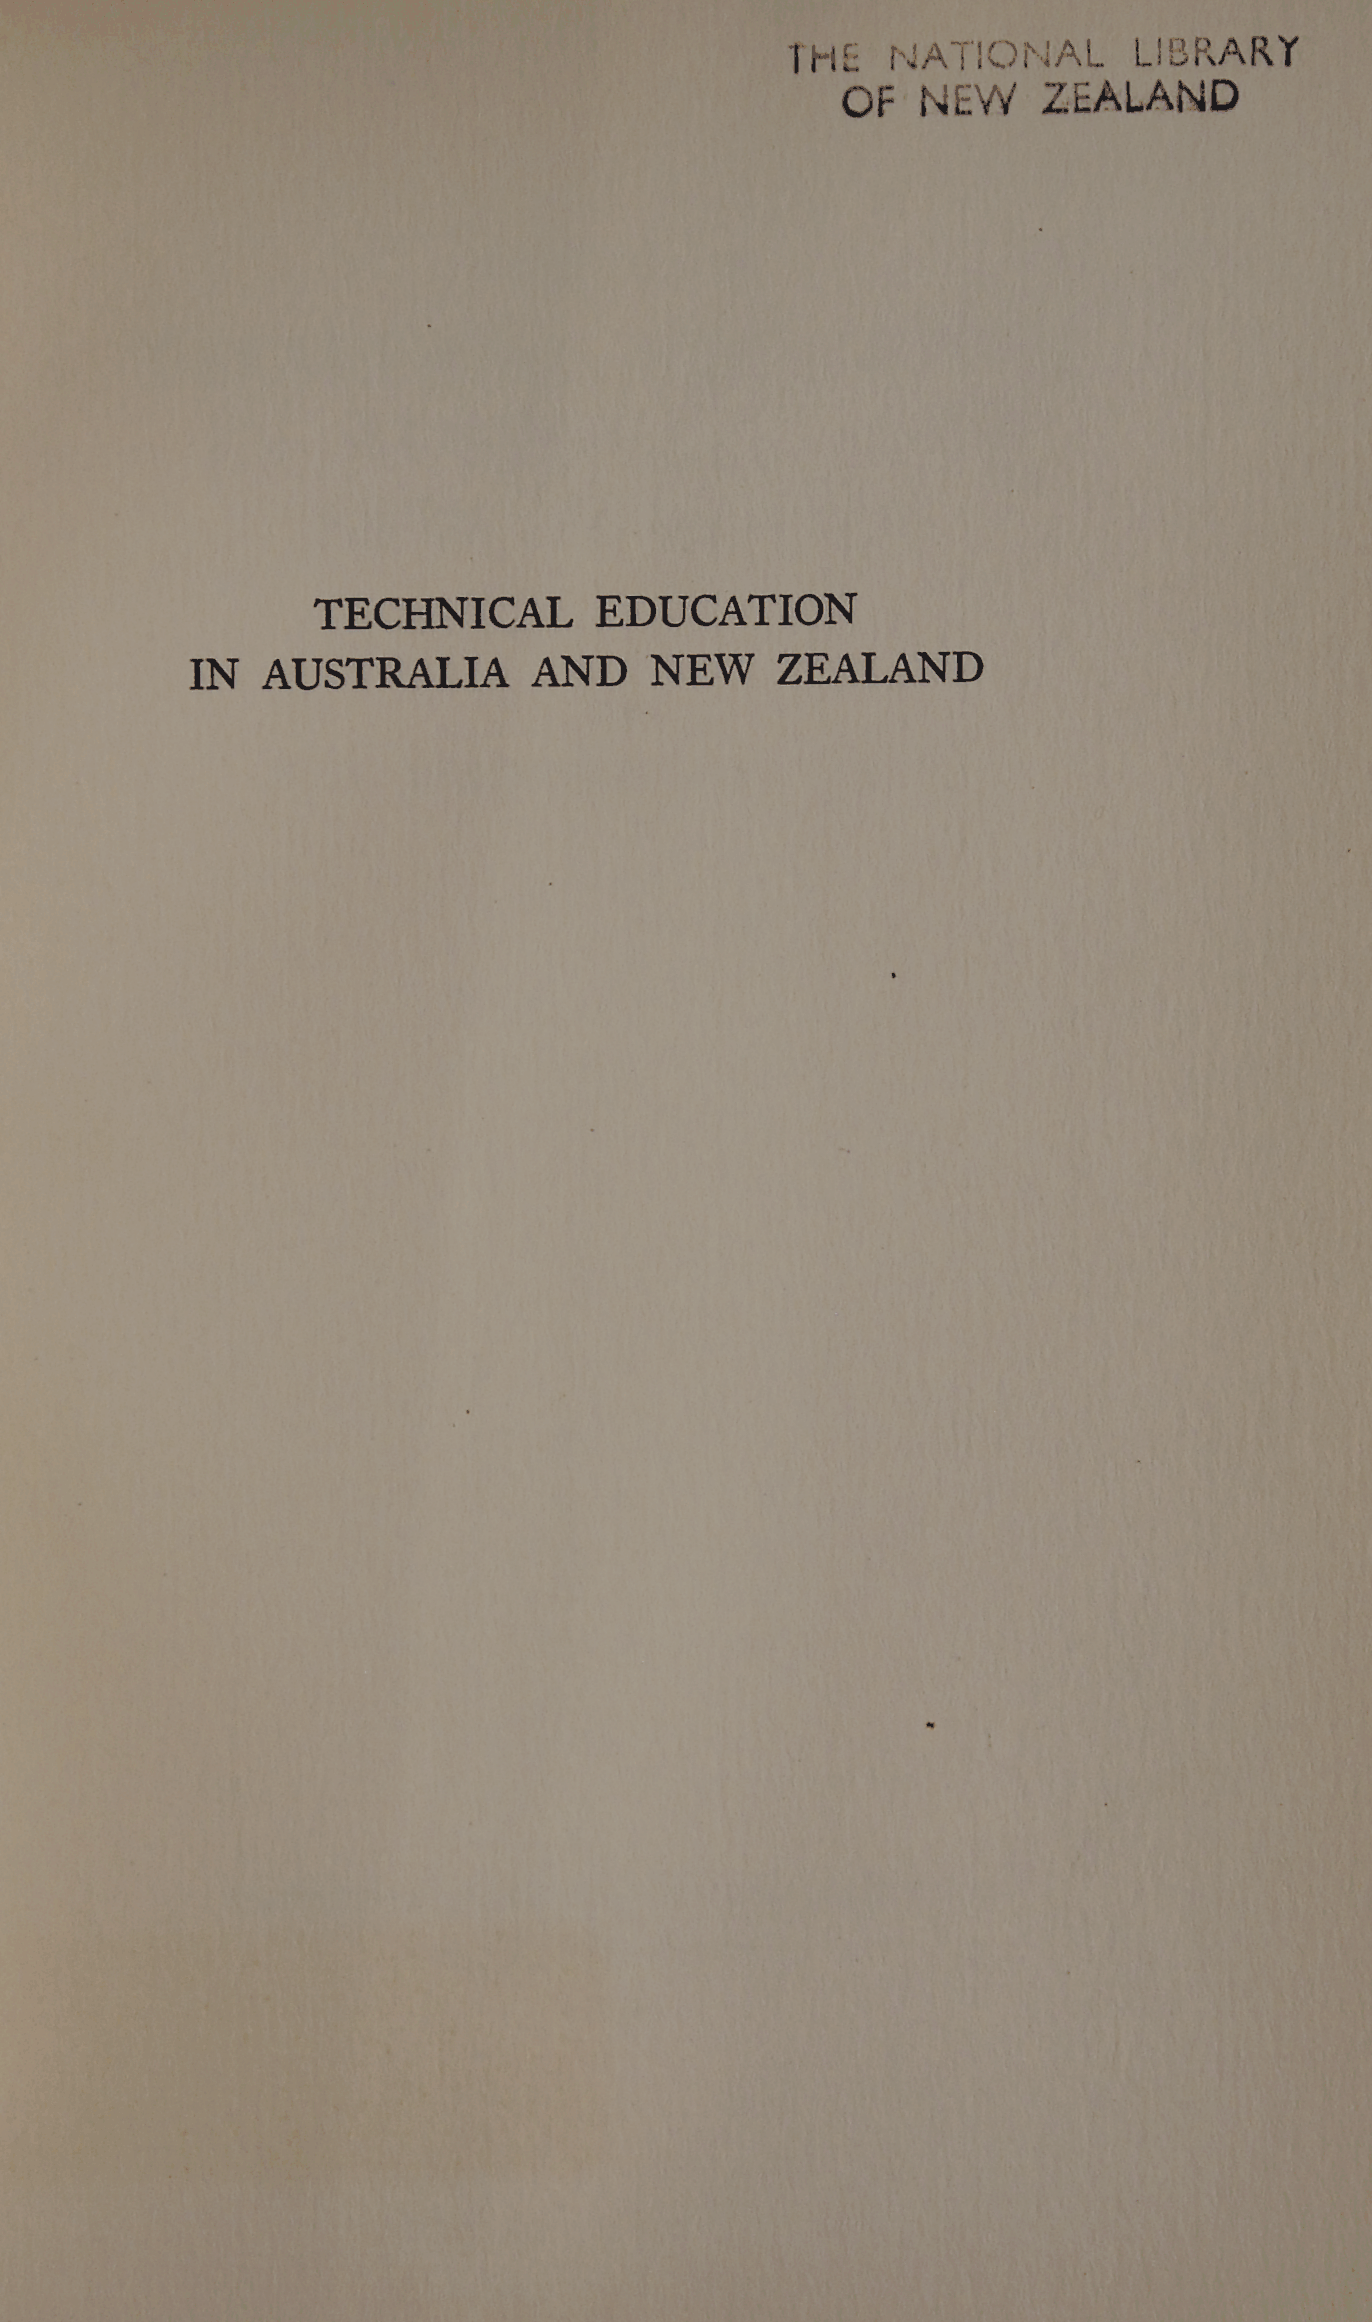 THE NATIONAL LIBRARY
OF NEW ZEALAND
TECHNICAL EDUCATION
IN AUSTRALIA AND NEW ZEALAND